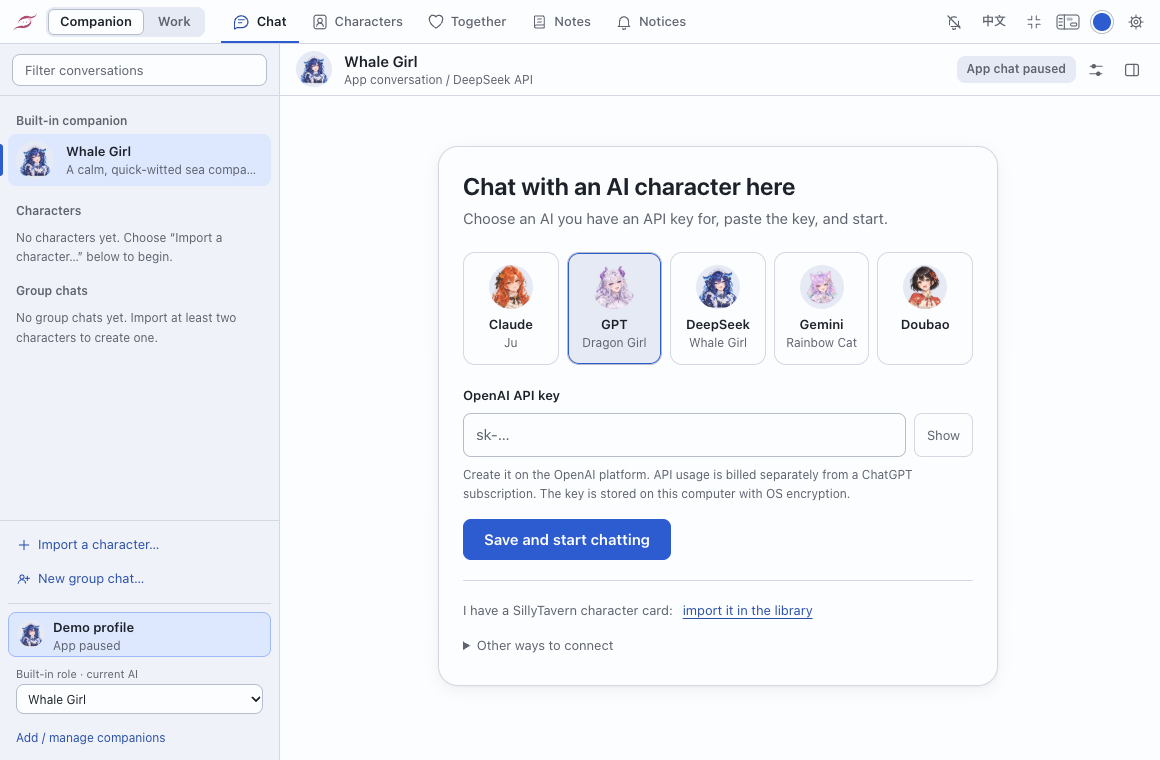 Companion
Work
Chat
Characters
Together
Notes
Notices
中文
Filter conversations
Built-in companion
Whale Girl
A calm, quick-witted sea compa...
Characters
No characters yet. Choose “Import a
character…” below to begin.
Group chats
No group chats yet. Import at least two
characters to create one.
Import a character…
New group chat…
Demo profile
App paused
Built-in role · current AI
Whale Girl
Add / manage companions
Whale Girl
App conversation / DeepSeek API
App chat paused
Chat with an AI character here
Choose an AI you have an API key for, paste the key, and start.
Claude
Ju
GPT
Dragon Girl
DeepSeek
Whale Girl
Gemini
Rainbow Cat
Doubao
OpenAI API key
sk-...
Show
Create it on the OpenAI platform. API usage is billed separately from a ChatGPT
subscription. The key is stored on this computer with OS encryption.
Save and start chatting
I have a SillyTavern character card: import it in the library
Other ways to connect